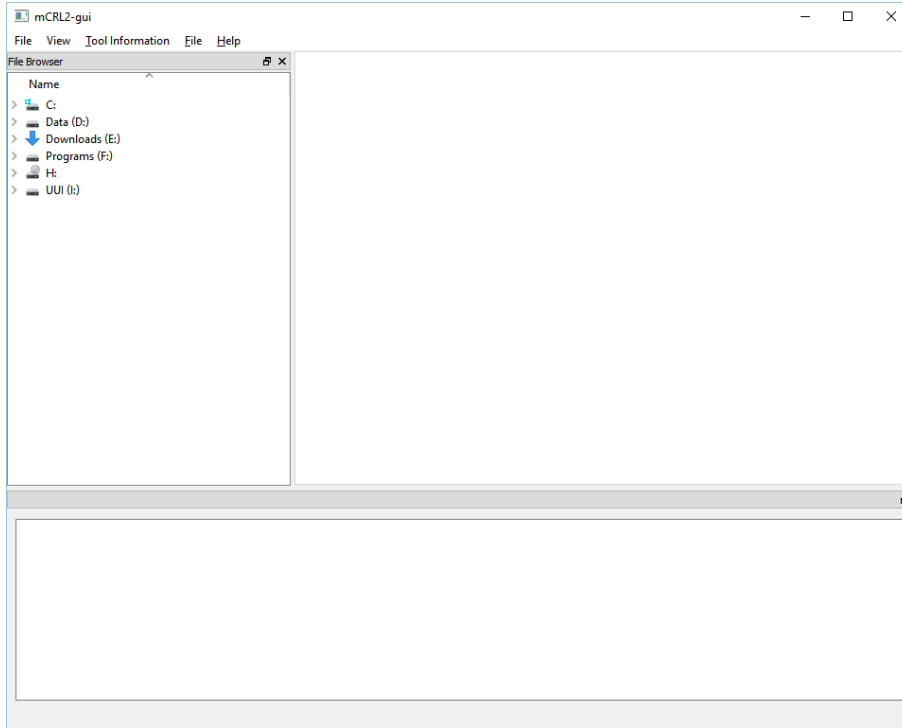 mCRL2-gui
File View Tool Information File Help
File Browser
Name
C:
Data (D:)
Downloads (E:)
Programs (F:)
H:
UUI (I:)